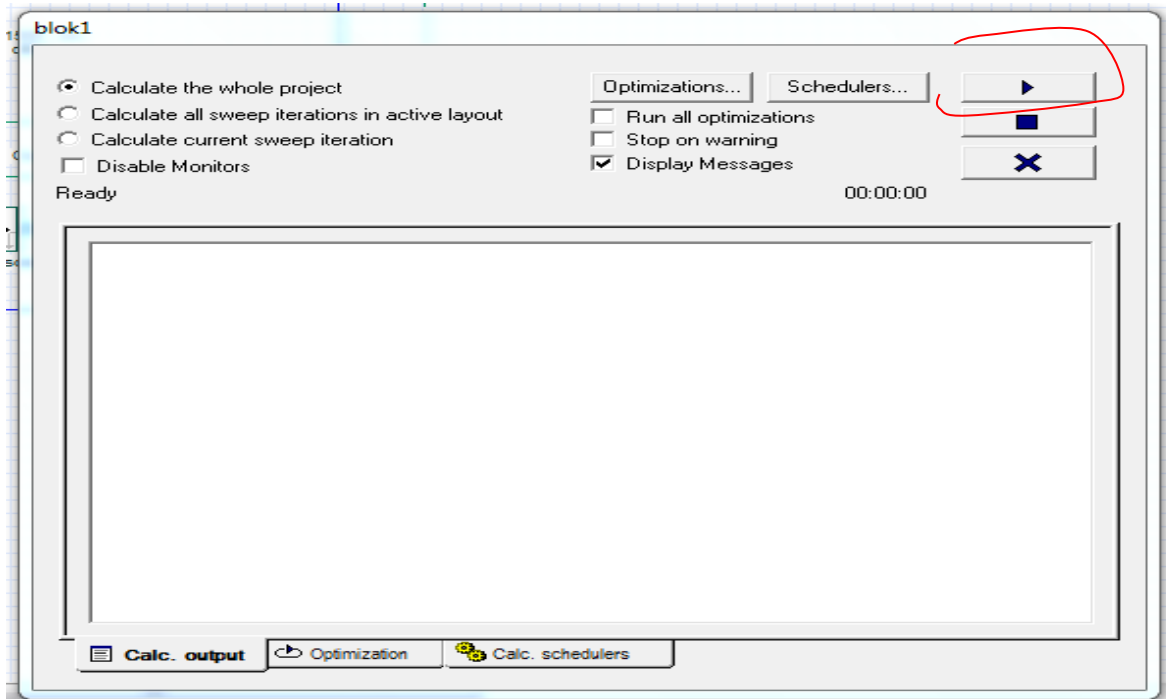 blok1
Calculate the whole project
Optimizations...
Schedulers...
Calculate all sweep iterations in active layout
Run all optimizations
Calculate current sweep iteration
Stop on warning
Disable Monitors
Display Messages
Ready
00:00:00
Calc. output
Optimization
Calc. schedulers